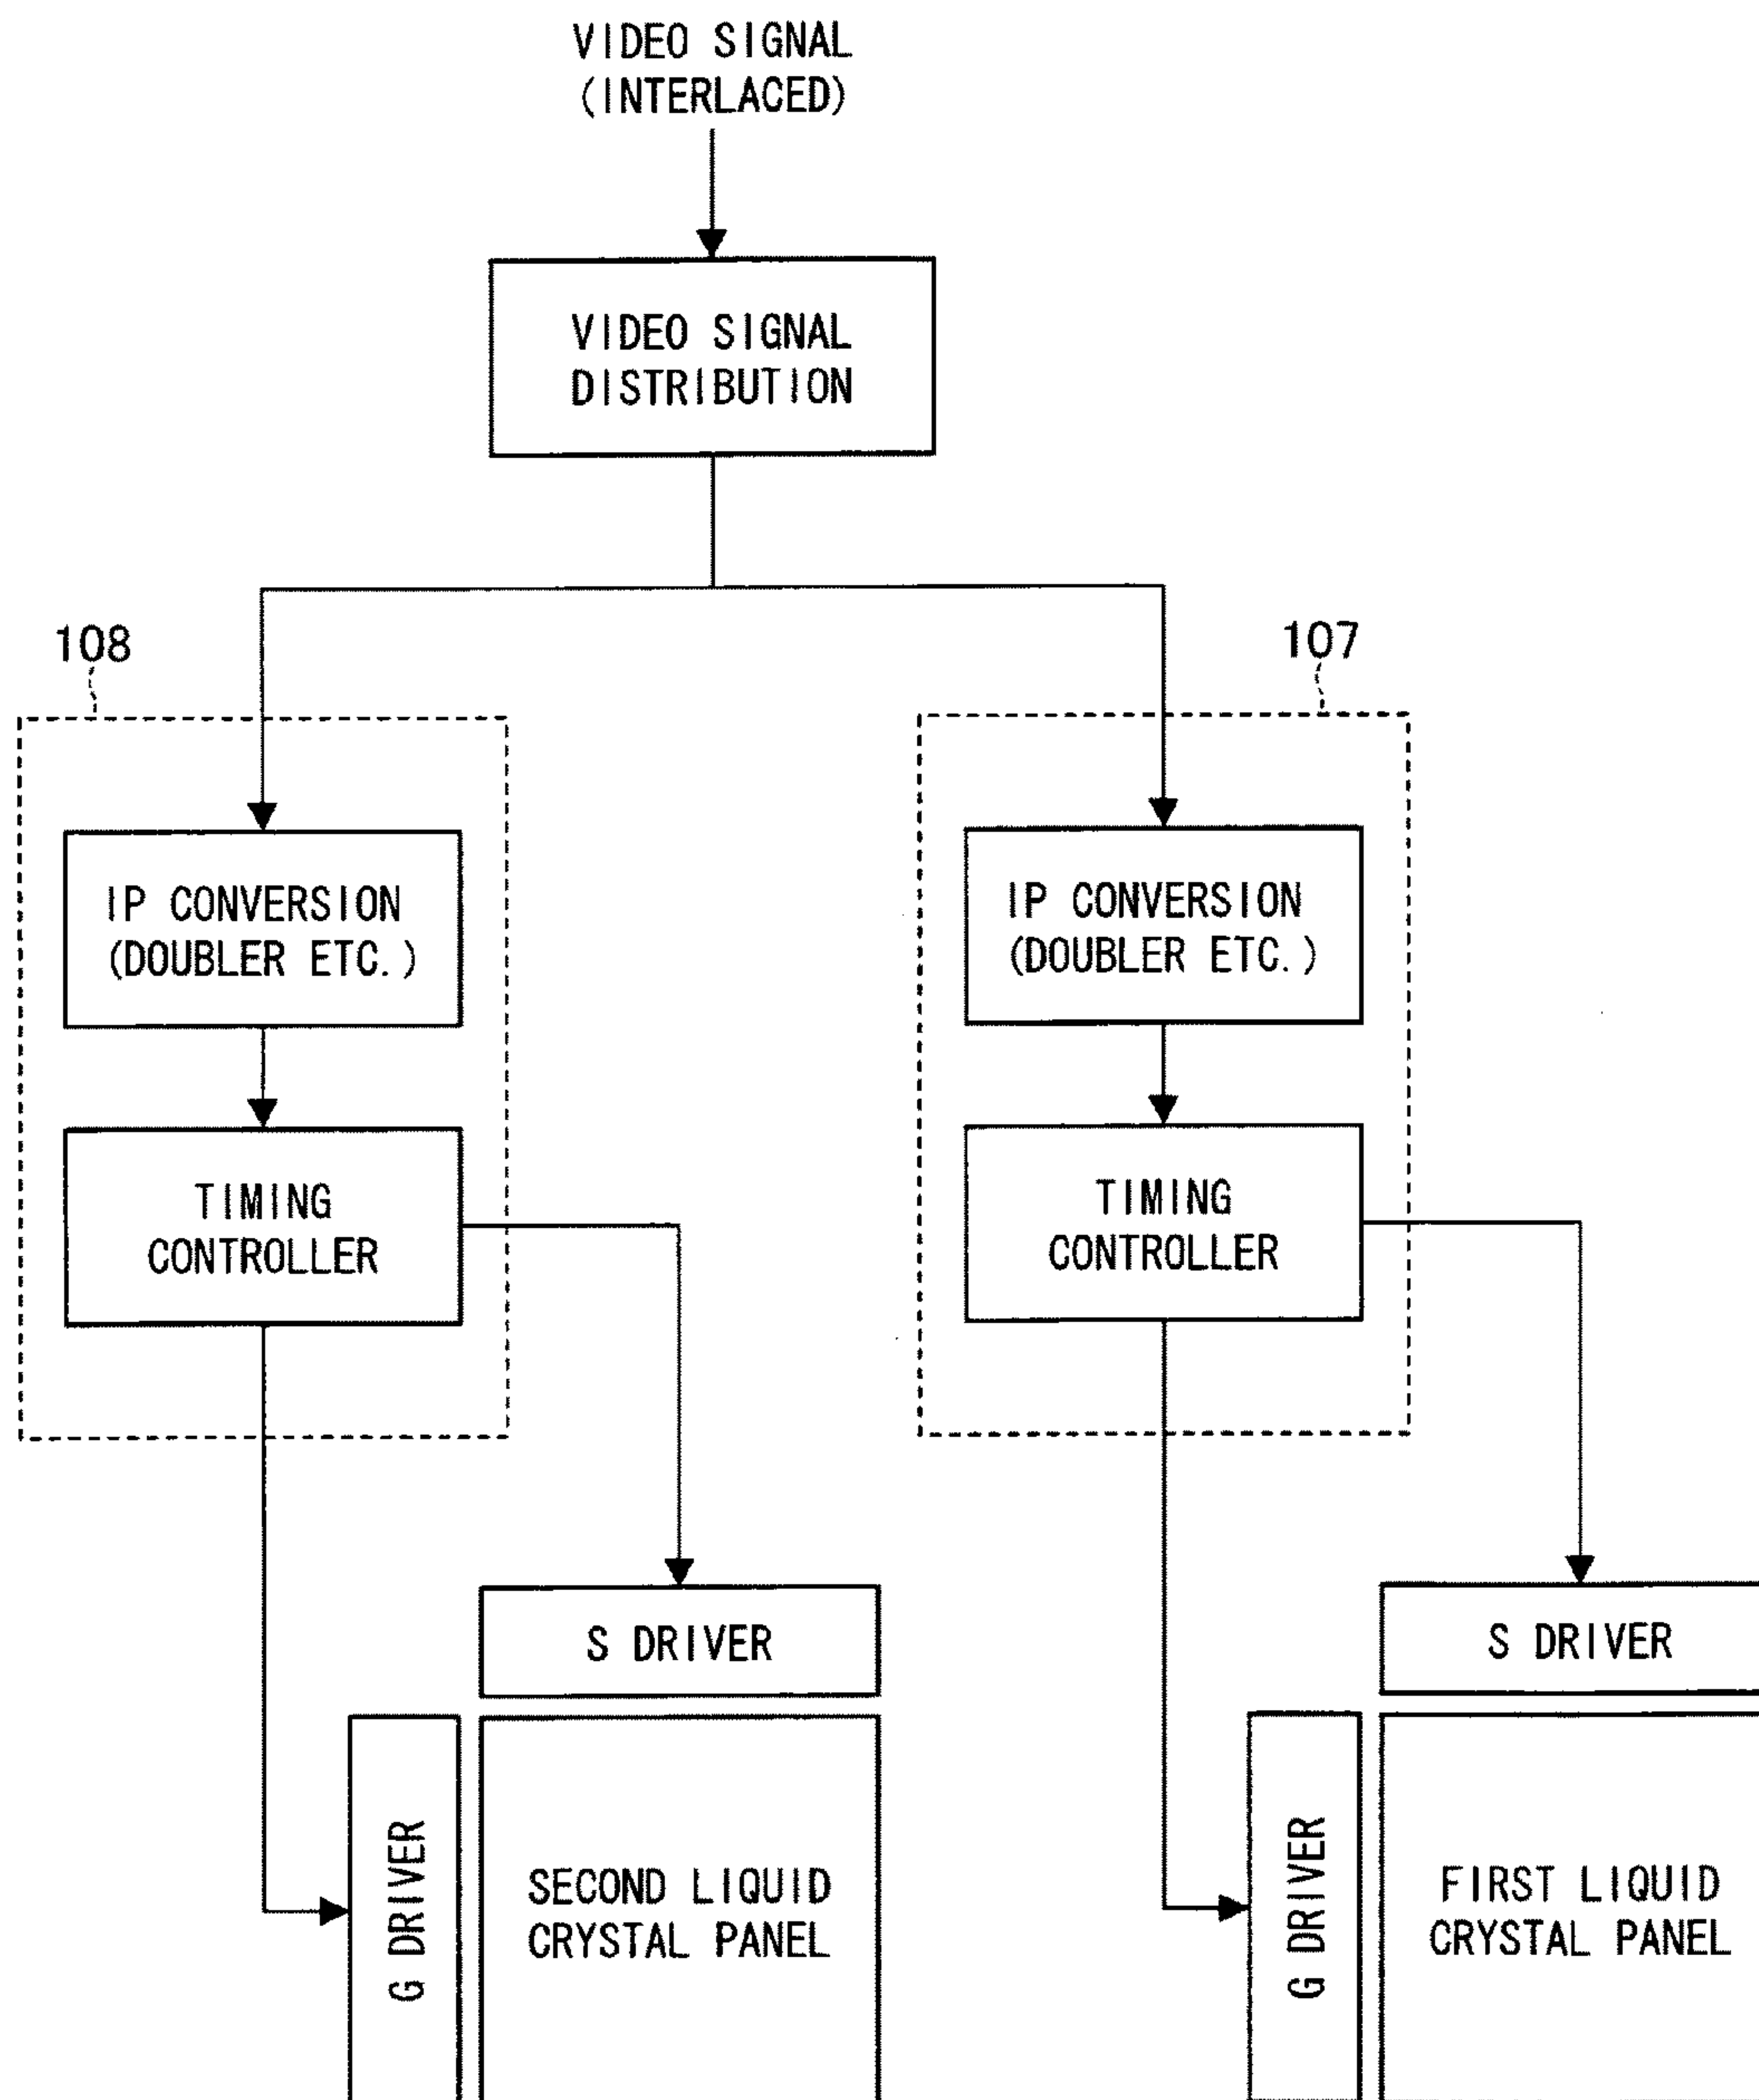 VIDEO SIGNAL
(INTERLACED)
VIDEO SIGNAL
DISTRIBUTION
108
107
IP CONVERSION
(DOUBLER ETC.)
IP CONVERSION
(DOUBLER ETC.)
TIMING
CONTROLLER
TIMING
CONTROLLER
S DRIVER
S DRIVER
G DRIVER
SECOND LIQUID
CRYSTAL PANEL
G DRIVER
FIRST LIQUID
CRYSTAL PANEL